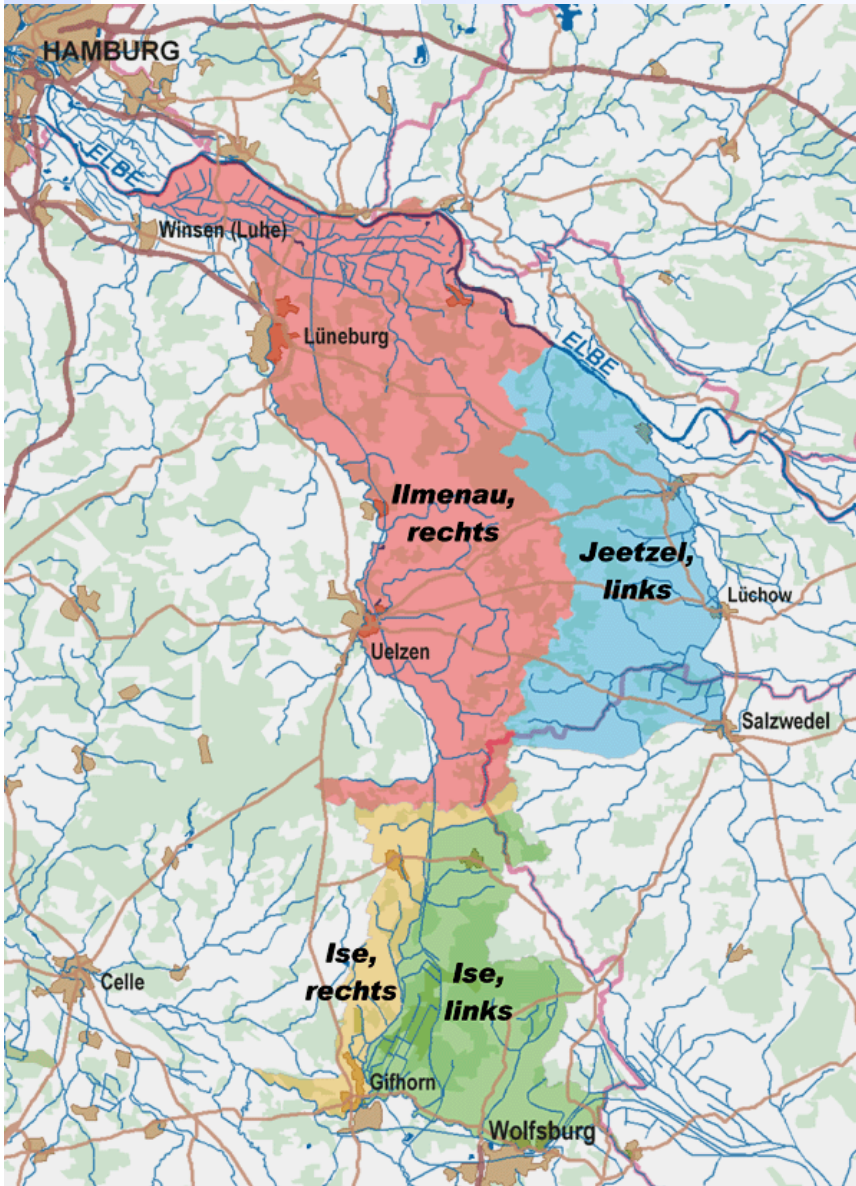 HAMBURG
ELBE
Winsen (Luhe)
Lüneburg
ELBE
Ilmenau,
rechts
Jeetzel,
links
Lüchow
Uelzen
Salzwedel
Ise,
rechts
Ise,
links
Celle
Gifhorn
Wolfsburg